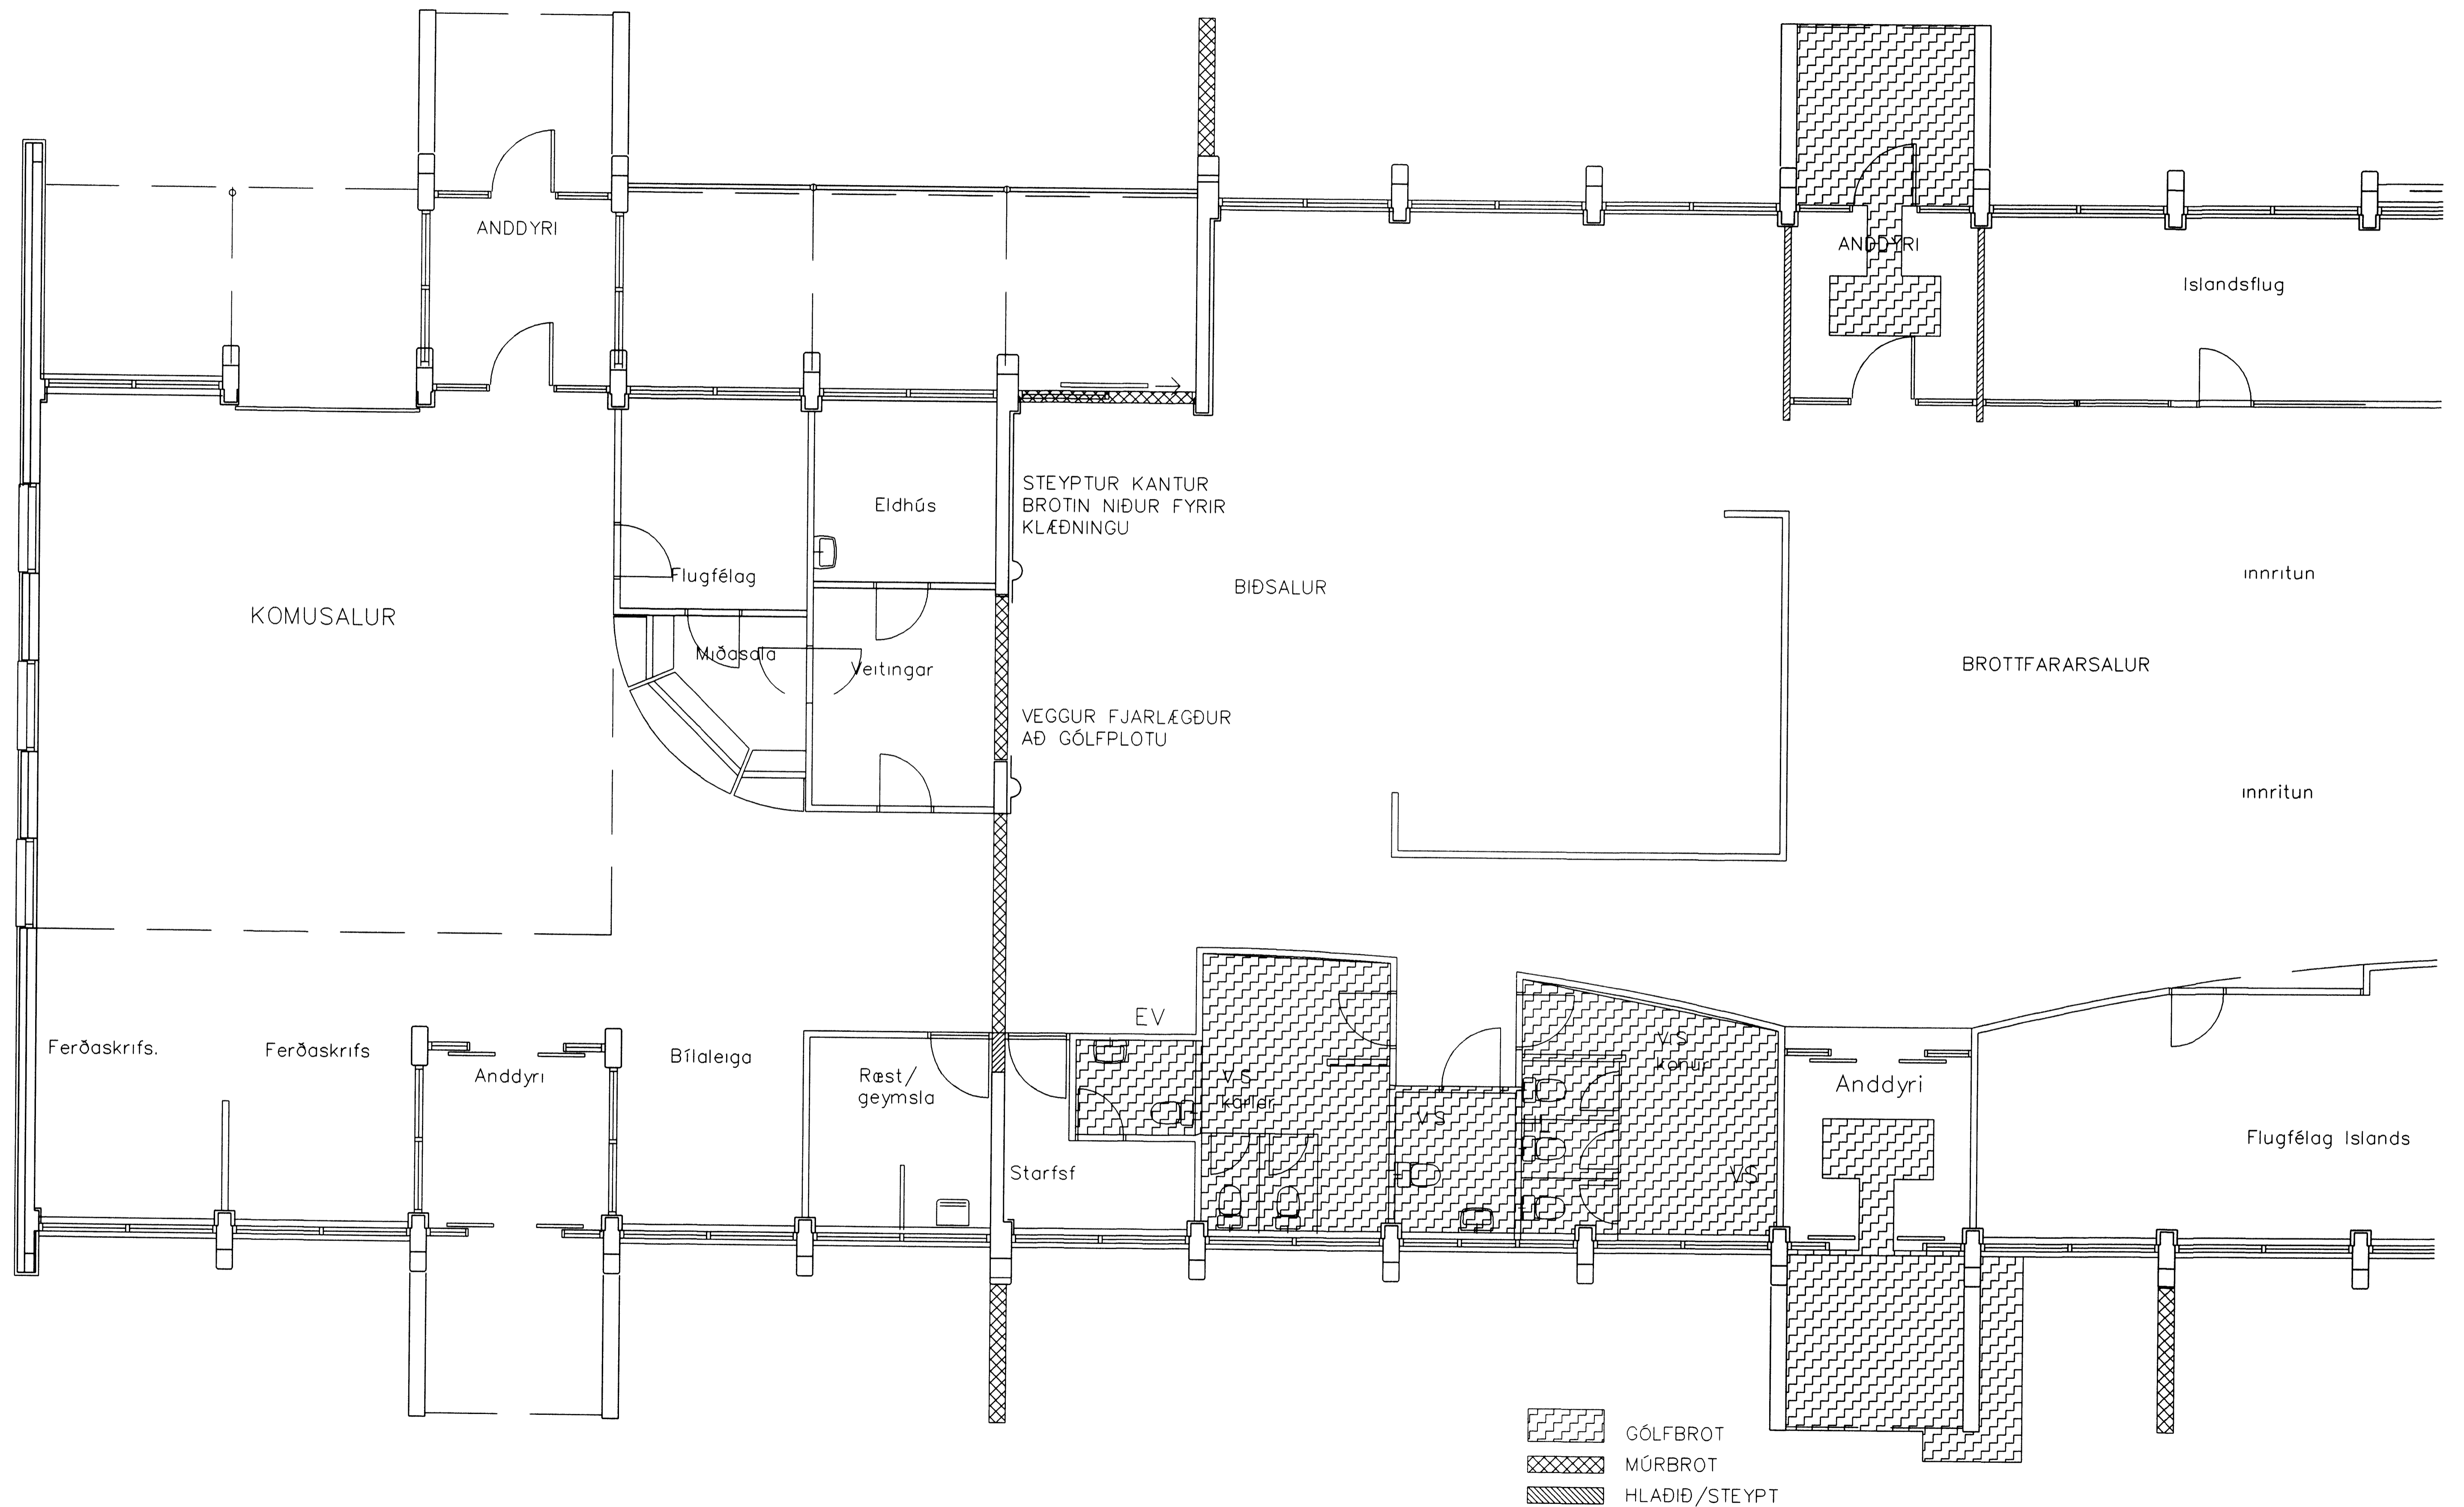 ANDDYRI
ANDDYRI
Islandsflug
STEYPTUR KANTUR
BROTIN NIÐUR FYRIR
KLÆÐNINGU
Eldhús
Flugfélag
innritun
BIÐSALUR
KOMUSALUR
Miðasala
Veitingar
BROTTFARARSALUR
VEGGUR FJARLÆGÐUR
AÐ GÓLFPLOTU
innritun
EV
Ferðaskrifs.
Ferðaskrifs
Anddyri
Bílaleiga
Ræst/
geymsla
VS
karlar
VS
konur
Anddyri
VS
Flugfélag Islands
Starfsf
VS
GÓLFBROT
MÚRBROT
HLAÐIÐ/STEYPT